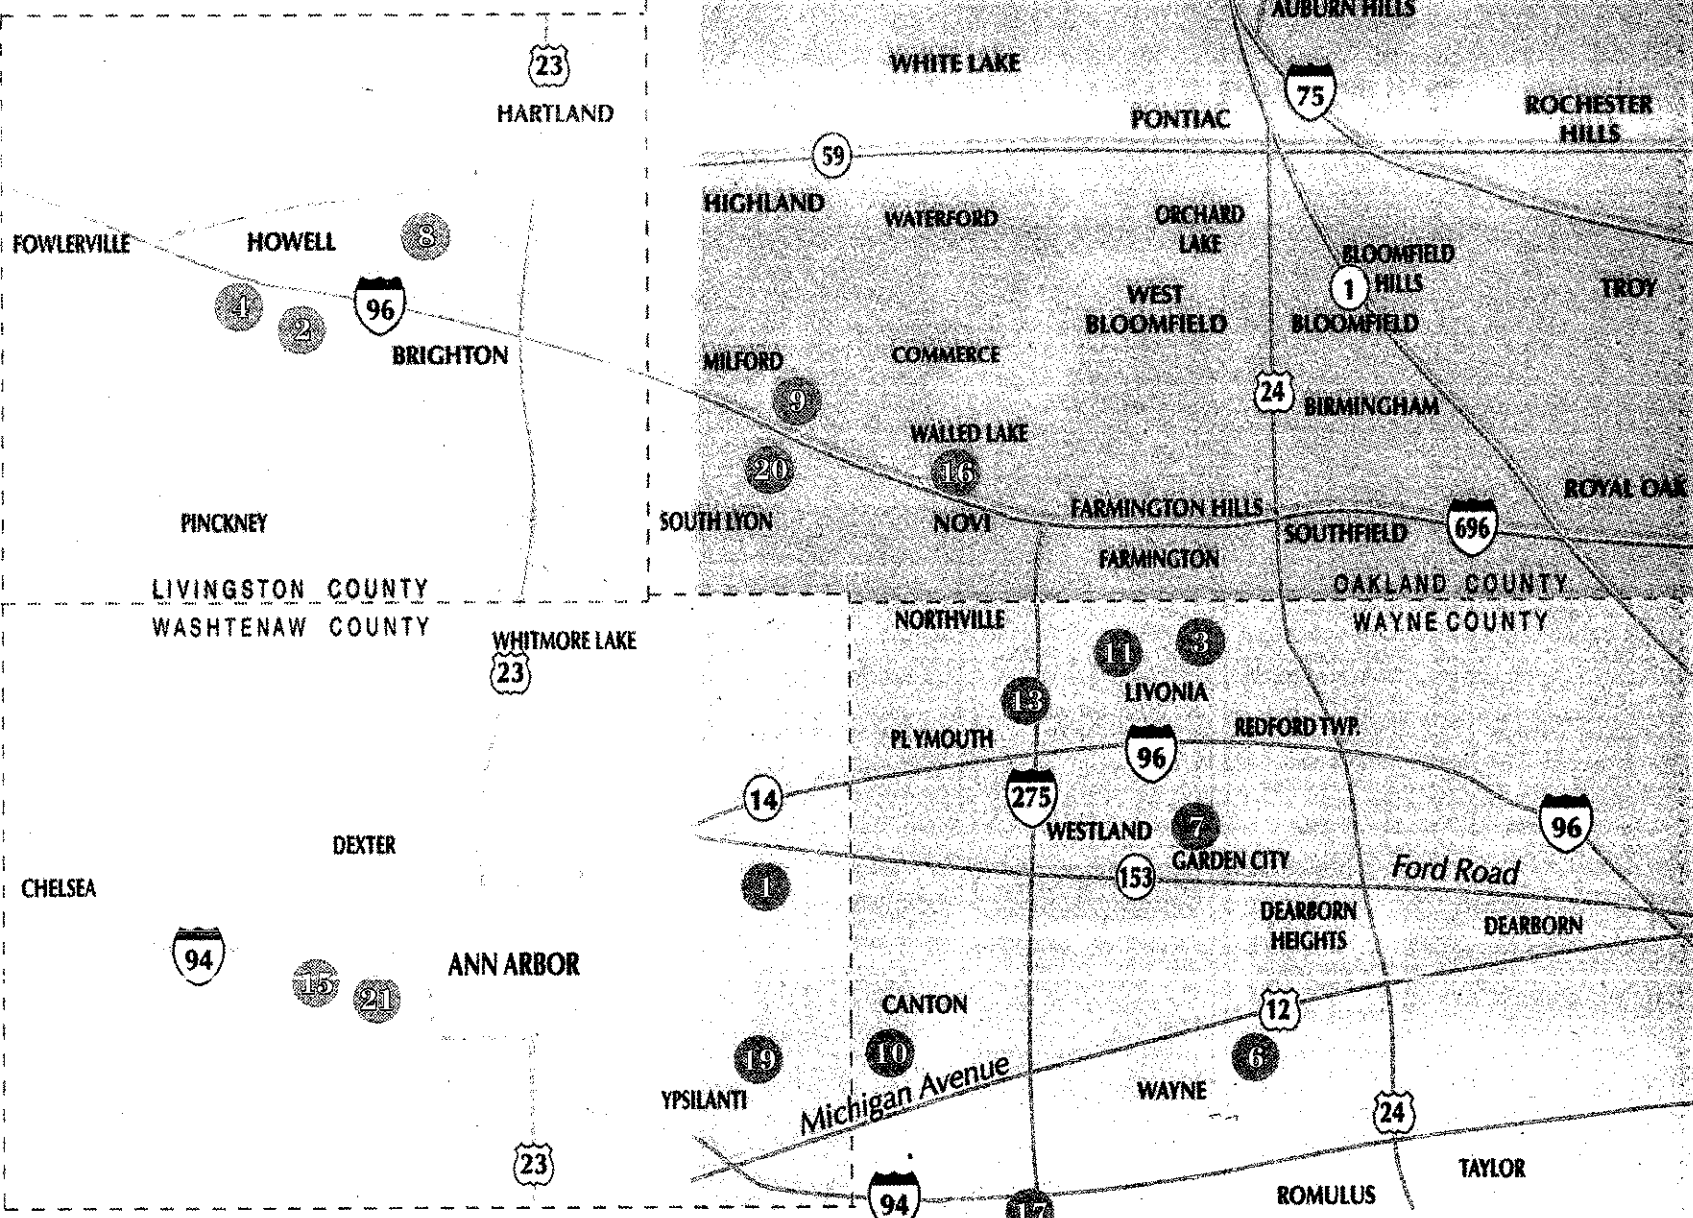 AUBURN HILLS
23
WHITE LAKE
75
HARTLAND
PONTIAC
ROCHESTER
HILLS
59
HIGHLAND
WATERFORD
ORCHARD
LAKE
FOWLERVILLE
HOWELL
8
BLOOMFIELD
HILLS
1
TROY
4
2
96
WEST
BLOOMFIELD
BLOOMFIELD
BRIGHTON
MILFORD
COMMERCE
9
24
BIRMINGHAM
WALLED LAKE
20
16
ROYAL OAK
PINCKNEY
SOUTH LYON
NOVI
FARMINGTON HILLS
SOUTHFIELD
696
FARMINGTON
LIVINGSTON COUNTY
OAKLAND COUNTY
WASHTENAW COUNTY
WAYNE COUNTY
WHITMORE LAKE
23
NORTHVILLE
11
3
LIVONIA
13
PLYMOUTH
96
REDFORD TWP.
14
275
WESTLAND
7
96
DEXTER
GARDEN CITY
153
Ford Road
CHELSEA
1
DEARBORN
HEIGHTS
DEARBORN
94
ANN ARBOR
15
21
CANTON
12
19
10
6
YPSILANTI
Michigan Avenue
WAYNE
24
23
TAYLOR
94
17
ROMULUS